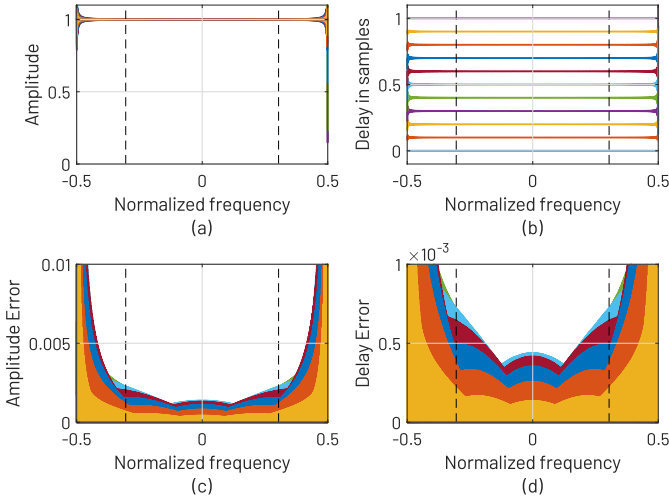 1
0.5
0
Amplitude
-0.5 0 0.5
Normalized frequency
(a)
1
0.5
0
Delay in samples
-0.5 0 0.5
Normalized frequency
(b)
0.01
0.005
0
Amplitude Error
-0.5 0 0.5
Normalized frequency
(c)
×10⁻³
1
0.5
0
Delay Error
-0.5 0 0.5
Normalized frequency
(d)